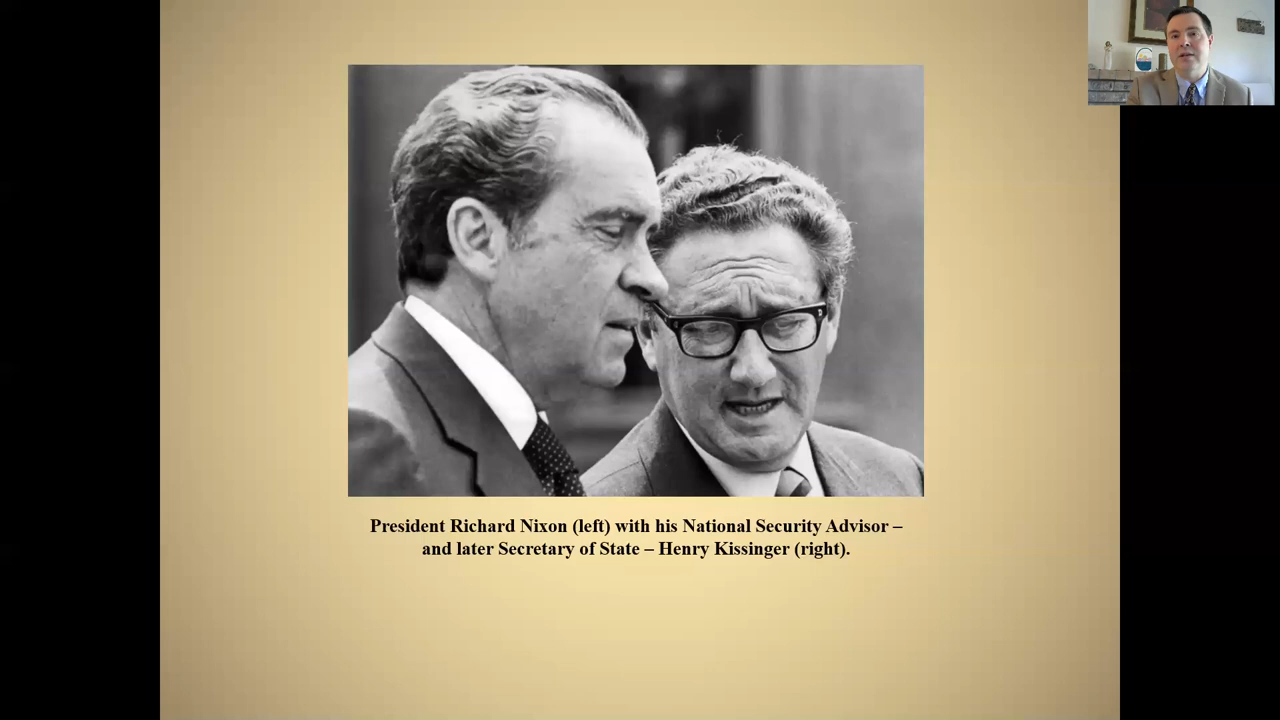 President Richard Nixon (left) with his National Security Advisor –
and later Secretary of State – Henry Kissinger (right).